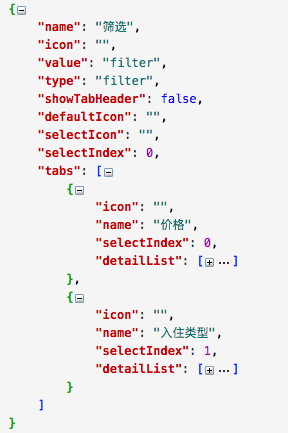 {
"name": "筛选",
"icon": "",
"value": "filter",
"type": "filter",
"showTabHeader": false,
"defaultIcon": "",
"selectIcon": "",
"selectIndex": 0,
"tabs": [
{
"icon": "",
"name": "价格",
"selectIndex": 0,
"detailList": [...]
},
{
"icon": "",
"name": "入住类型",
"selectIndex": 1,
"detailList": [...]
}
]
}